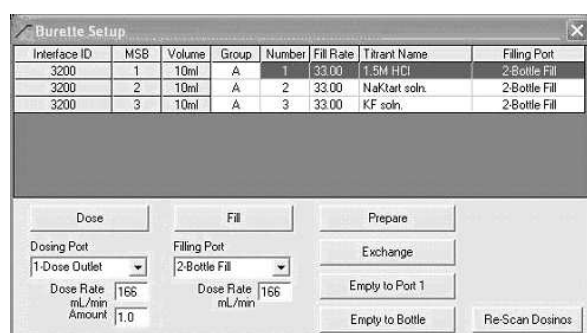 Burette Setup
Interface ID MSB Volume Group Number Fill Rate Titrant Name Filling Port
3200 1 10ml A 1 33.00 1.5M HCl 2-Bottle Fill
3200 2 10ml A 2 33.00 NaKtart soln. 2-Bottle Fill
3200 3 10ml A 3 33.00 KF soln. 2-Bottle Fill
Dose Fill Prepare
Dosing Port Filling Port Exchange
1-Dose Outlet 2-Bottle Fill
Dose Rate 166 Dose Rate 166 Empty to Port 1
mL/min mL/min
Amount 1.0 Empty to Bottle Re-Scan Dosinos